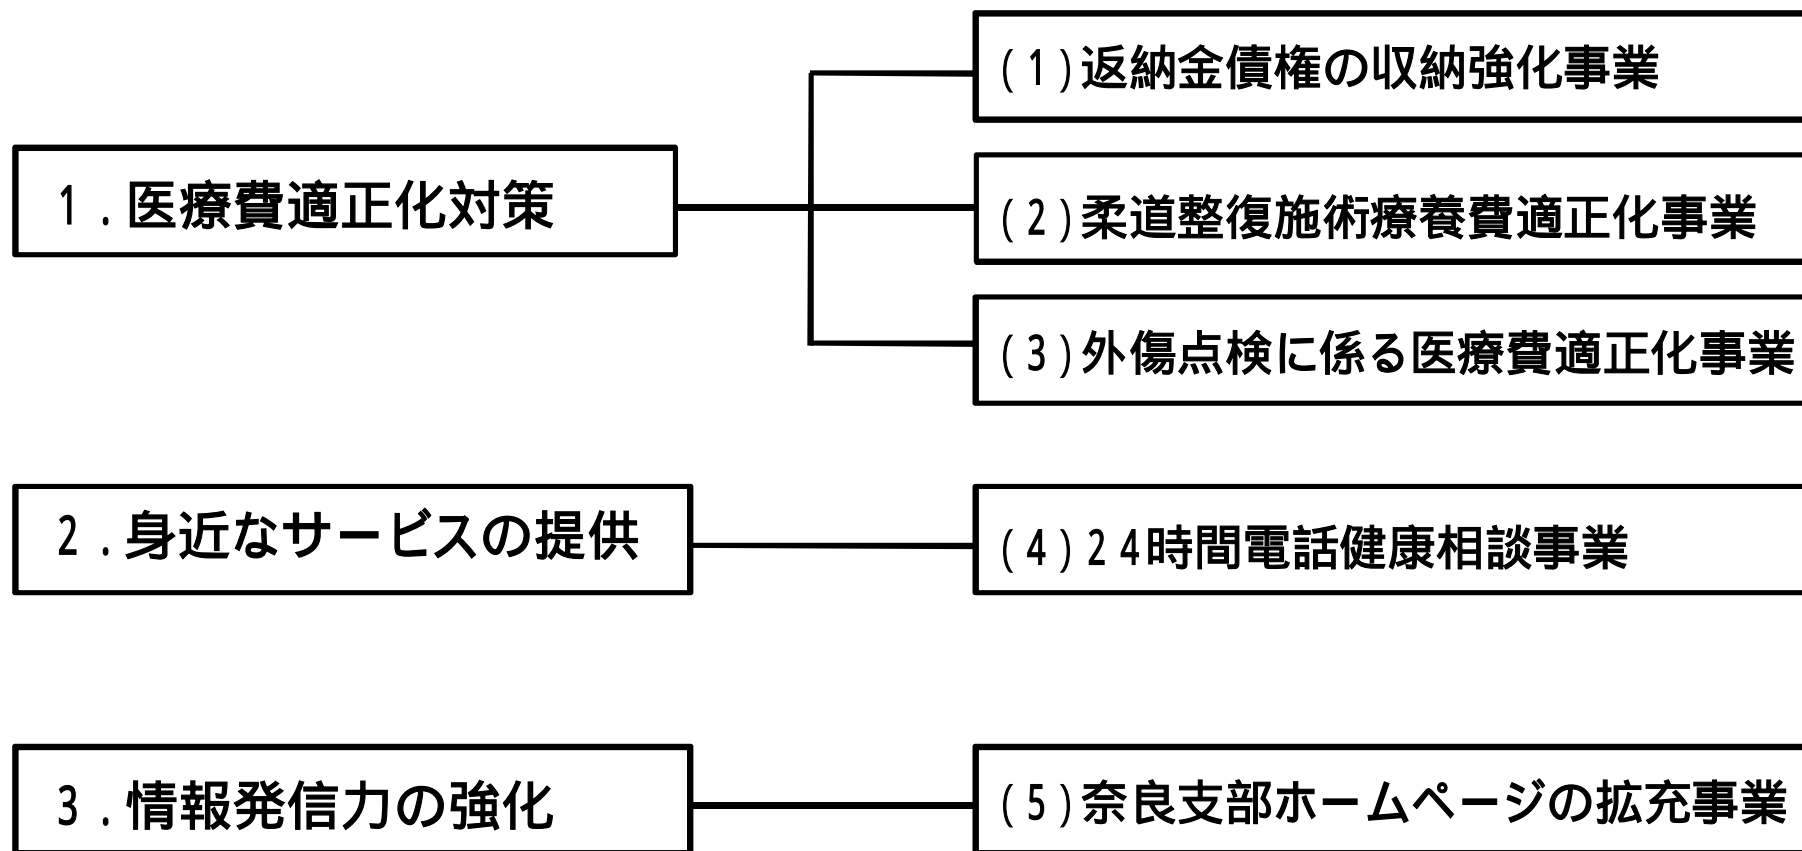 1.医療費適正化対策
(1)返納金債権の収納強化事業
(2)柔道整復施術療養費適正化事業
(3)外傷点検に係る医療費適正化事業
2.身近なサービスの提供
(4)24時間電話健康相談事業
3.情報発信力の強化
(5)奈良支部ホームページの拡充事業